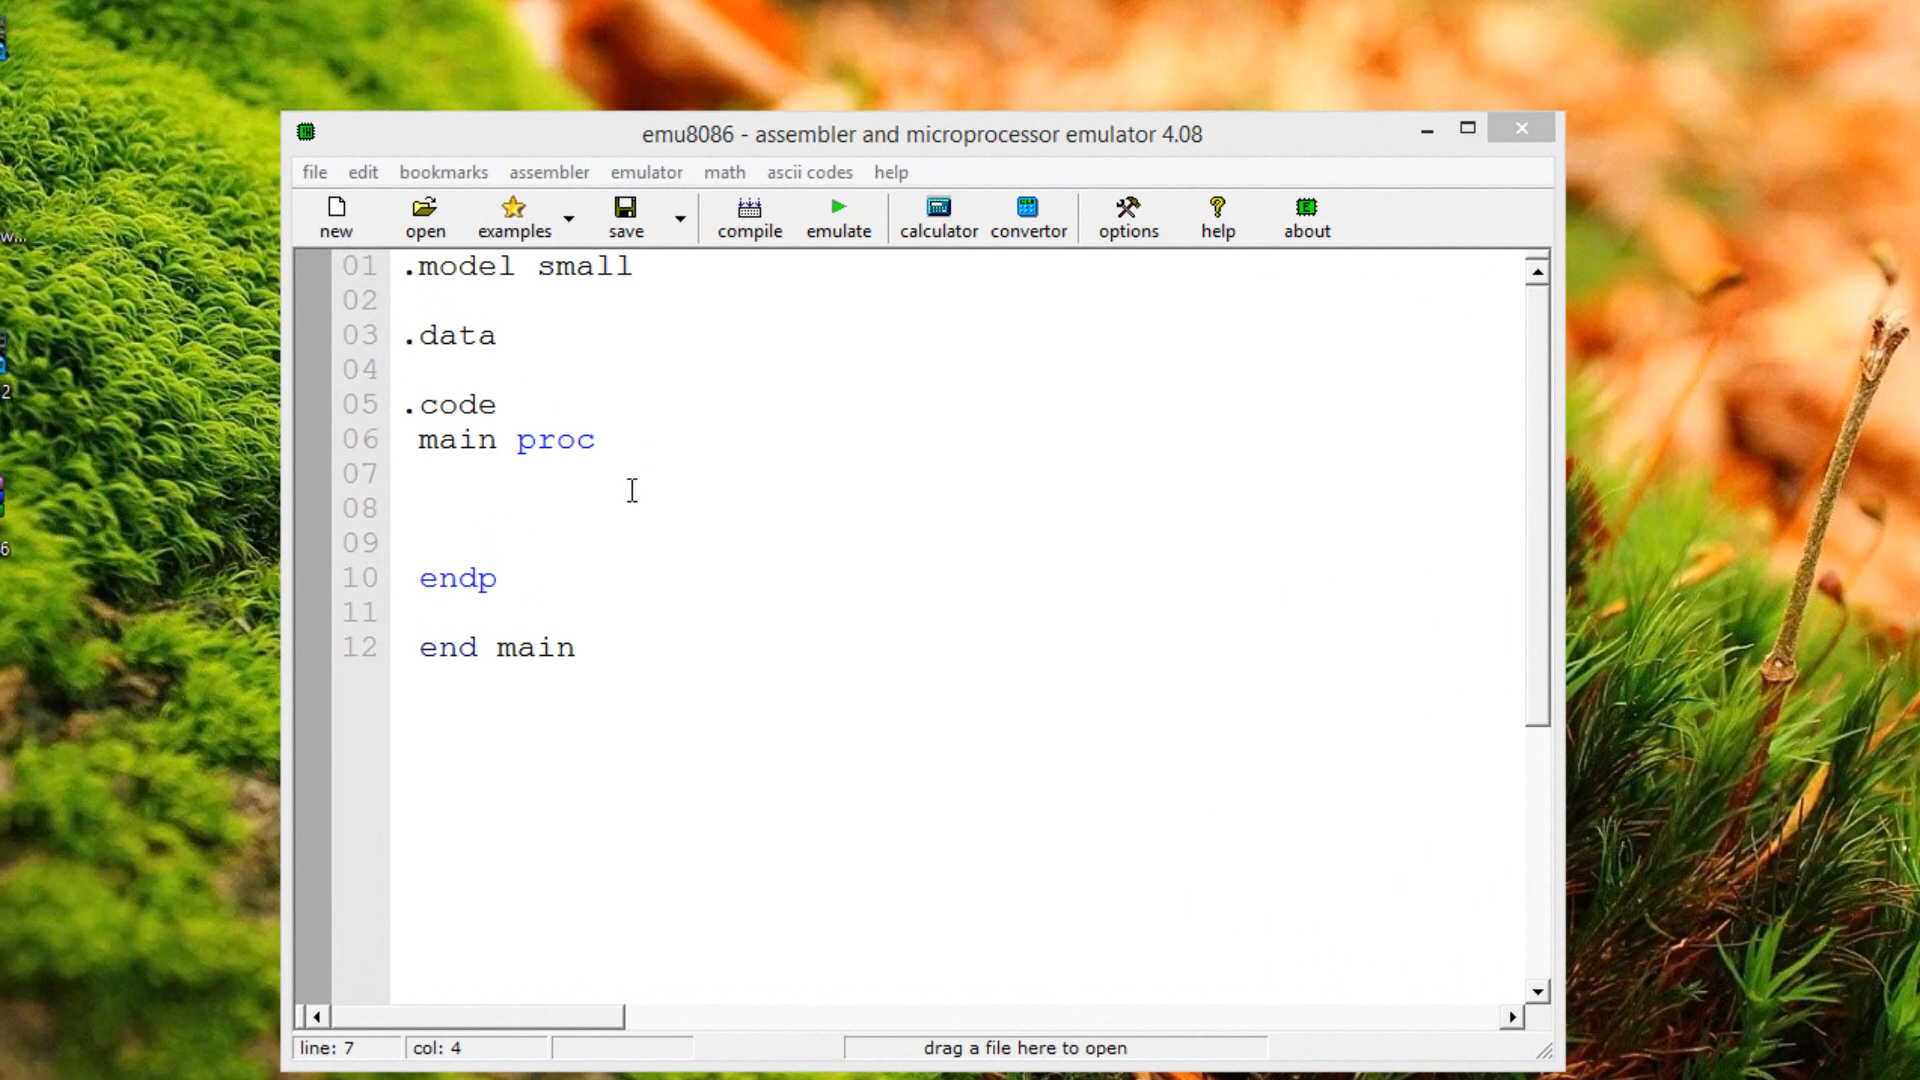 w...
2
6
emu8086 - assembler and microprocessor emulator 4.08
file edit bookmarks assembler emulator math ascii codes help
new open examples save compile emulate calculator convertor options help about
01 .model small
02
03 .data
04
05 .code
06 main proc
07
08
09
10 endp
11
12 end main
line: 7 col: 4 drag a file here to open